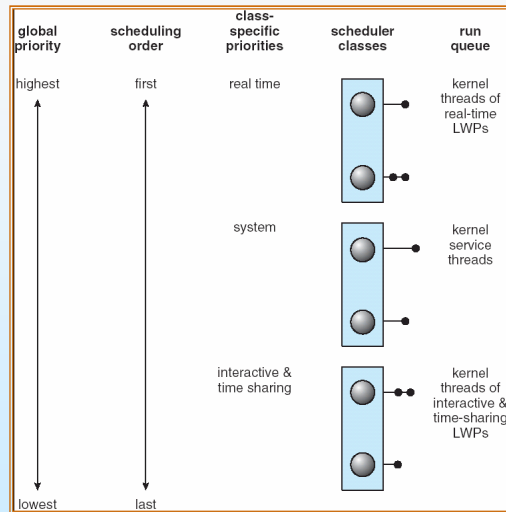 global
priority
scheduling
order
class-
specific
priorities
scheduler
classes
run
queue
highest
first
real time
kernel
threads of
real-time
LWPs
system
kernel
service
threads
interactive &
time sharing
kernel
threads of
interactive &
time-sharing
LWPs
lowest
last